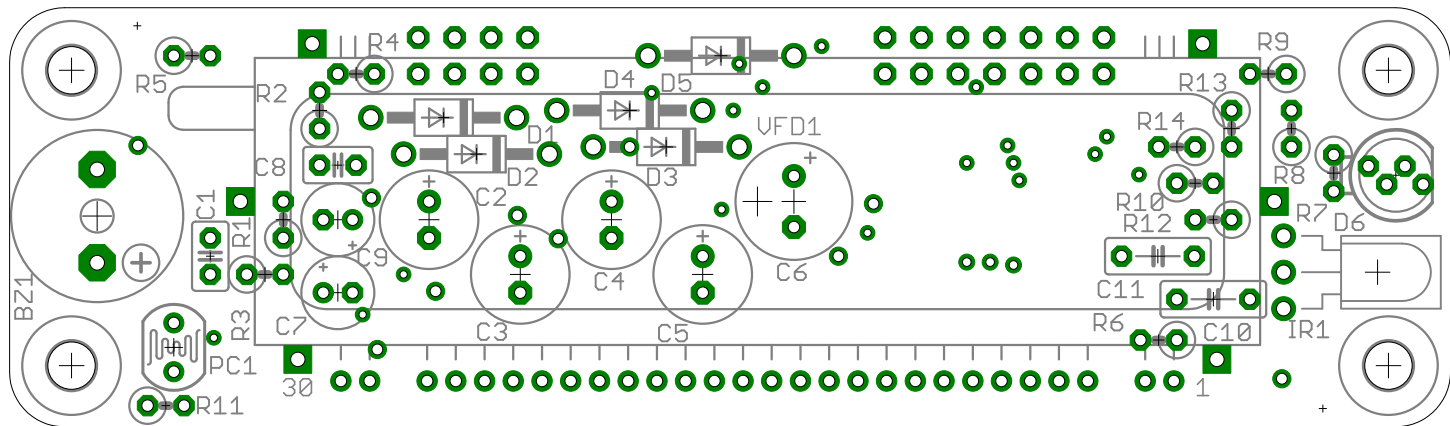 R4
R9
R5
R2
D4
D5
R13
D1
VFD1
R14
C8
D2
D3
R8
C1
C2
R10
R7
R12
D6
R1
C9
C4
C6
BZ1
C11
R3
C7
C3
C5
R6
C10
IR1
PC1
30
1
R11